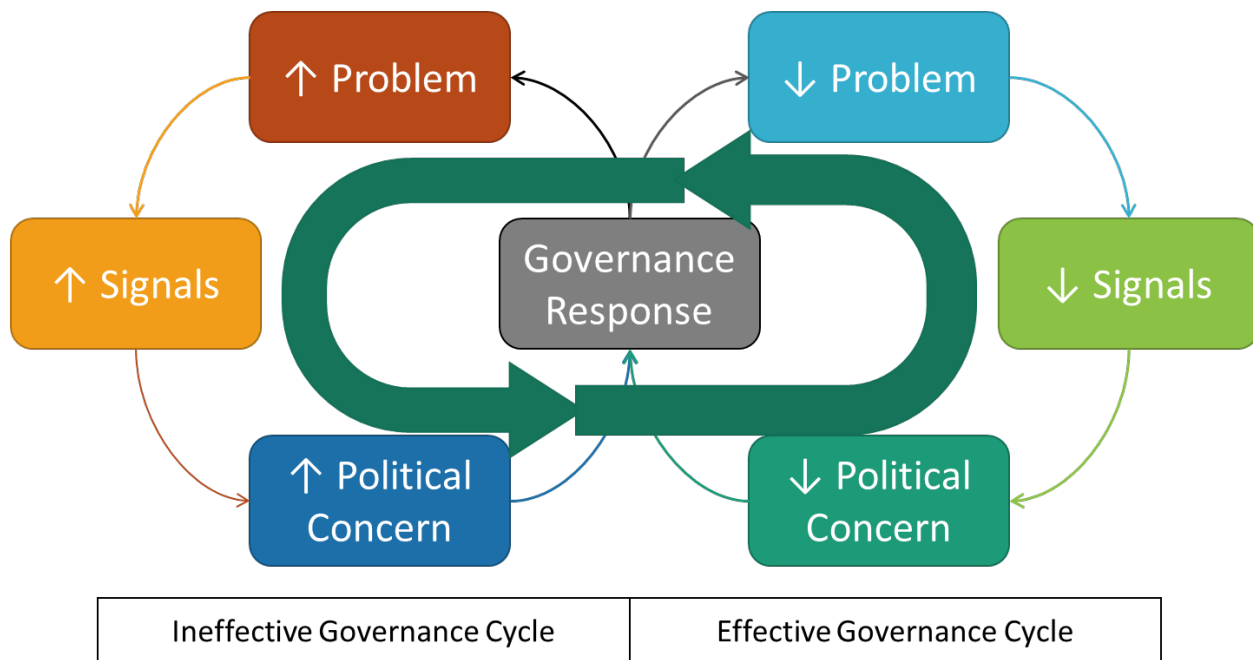 ↑ Problem
↓ Problem
↑ Signals
Governance
Response
↓ Signals
↑ Political
Concern
↓ Political
Concern
Ineffective Governance Cycle
Effective Governance Cycle